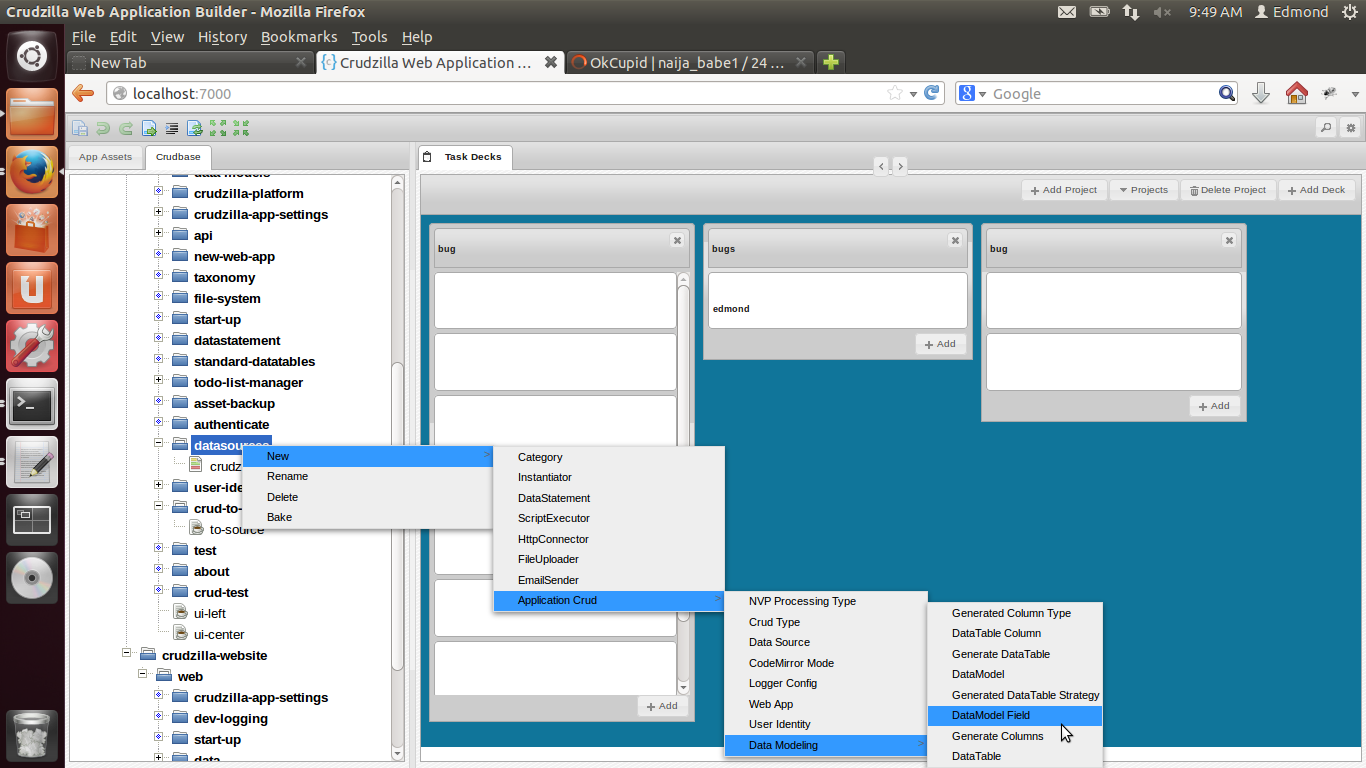 Crudzilla Web Application Builder - Mozilla Firefox
9:49 AM Edmond
File Edit View History Bookmarks Tools Help
New Tab
{c} Crudzilla Web Application ...
OkCupid | naija_babe1 / 24 ...
localhost:7000
Google
App Assets
Crudbase
Task Decks
Add Project
Projects
Delete Project
Add Deck
data-models
crudzilla-platform
crudzilla-app-settings
api
new-web-app
taxonomy
file-system
start-up
datastatement
standard-datatables
todo-list-manager
asset-backup
authenticate
datasources
crudz
user-ide
crud-to-
to-source
test
about
crud-test
ui-left
ui-center
crudzilla-website
web
crudzilla-app-settings
dev-logging
start-up
data
bug
Add
bugs
edmond
Add
bug
Add
New
Rename
Delete
Bake
Category
Instantiator
DataStatement
ScriptExecutor
HttpConnector
FileUploader
EmailSender
Application Crud
NVP Processing Type
Crud Type
Data Source
CodeMirror Mode
Logger Config
Web App
User Identity
Data Modeling
Generated Column Type
DataTable Column
Generate DataTable
DataModel
Generated DataTable Strategy
DataModel Field
Generate Columns
DataTable